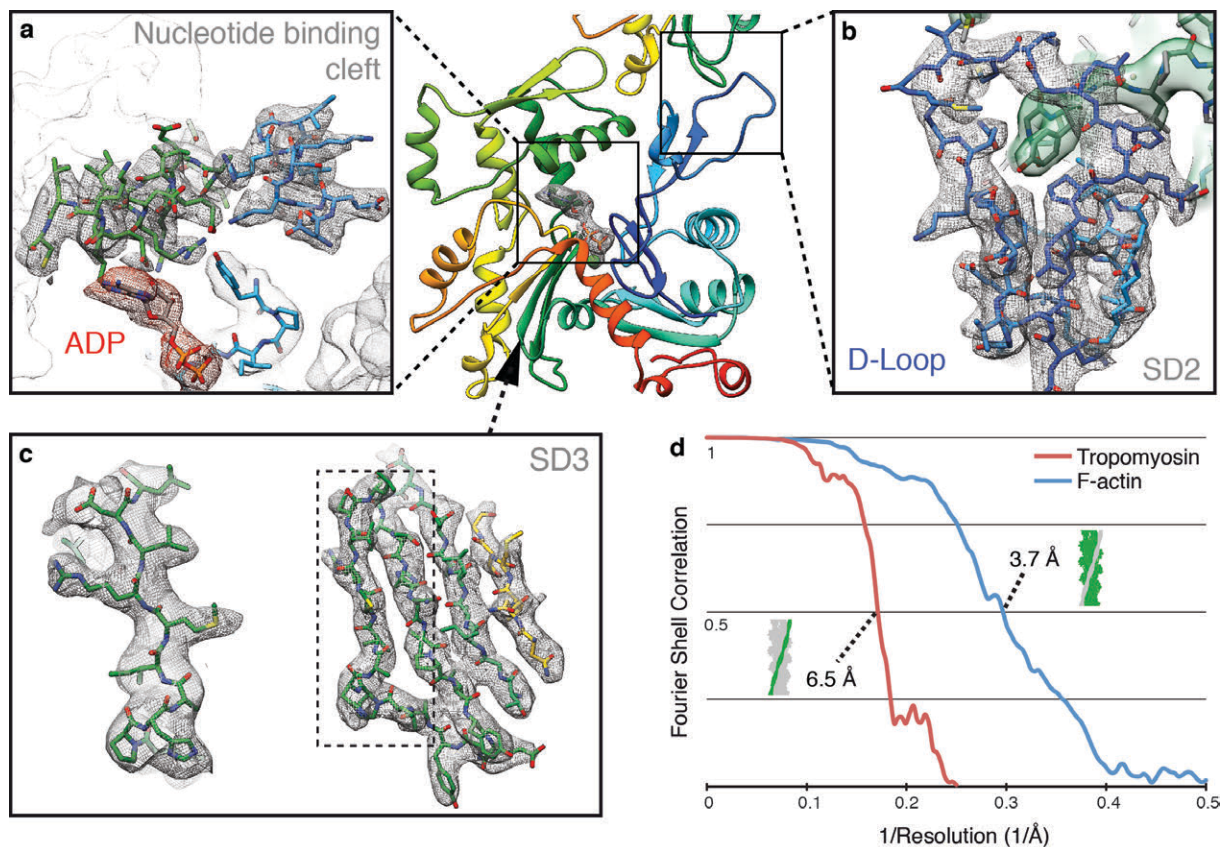 a
Nucleotide binding
cleft
ADP
b
D-Loop
SD2
c
SD3
d
Tropomyosin
F-actin
1
0.5
3.7 Å
6.5 Å
Fourier Shell Correlation
0 0.1 0.2 0.3 0.4 0.5
1/Resolution (1/Å)